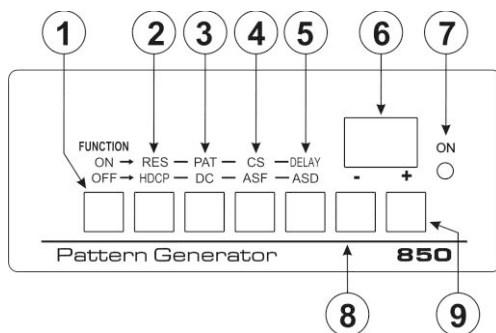 1 2 3 4 5 6 7
FUNCTION
ON → RES — PAT — CS — DELAY
OFF → HDCP — DC — ASF — ASD
ON
- +
Pattern Generator 850
8 9